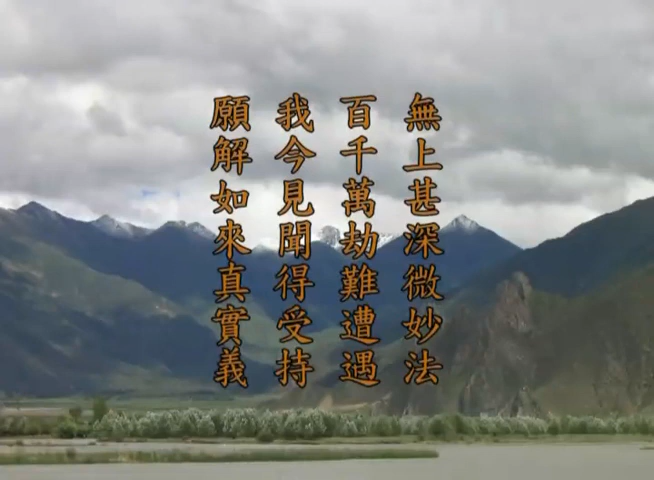 無上甚深微妙法
百千萬劫難遭遇
我今見聞得受持
願解如來真實義